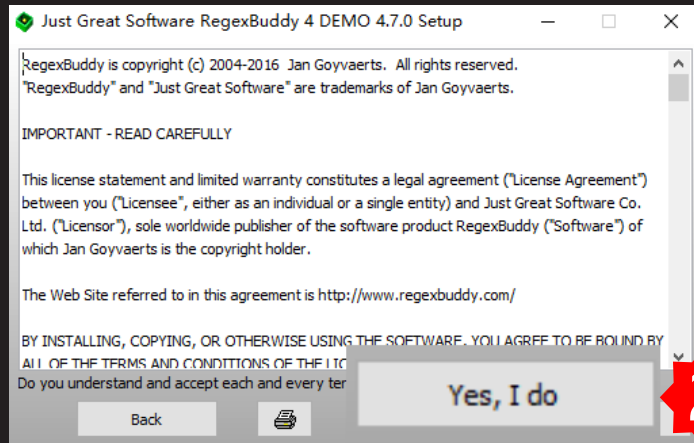 Just Great Software RegexBuddy 4 DEMO 4.7.0 Setup
RegexBuddy is copyright (c) 2004-2016  Jan Goyvaerts.  All rights reserved.
"RegexBuddy" and "Just Great Software" are trademarks of Jan Goyvaerts.
IMPORTANT - READ CAREFULLY
This license statement and limited warranty constitutes a legal agreement ("License Agreement")
between you ("Licensee", either as an individual or a single entity) and Just Great Software Co.
Ltd. ("Licensor"), sole worldwide publisher of the software product RegexBuddy ("Software") of
which Jan Goyvaerts is the copyright holder.
The Web Site referred to in this agreement is http://www.regexbuddy.com/
BY INSTALLING, COPYING, OR OTHERWISE USING THE SOFTWARE, YOU AGREE TO BE BOUND BY
ALL OF THE TERMS AND CONDITIONS OF THE
Do you understand and accept each and every
Yes, I do
Back